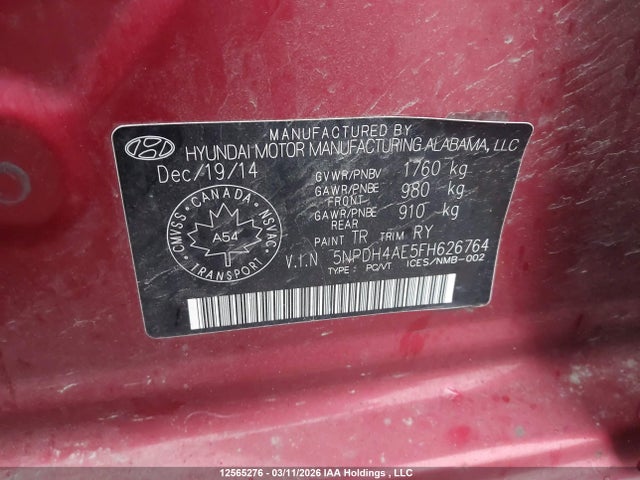 MANUFACTURED BY
HYUNDAI MOTOR MANUFACTURING ALABAMA, LLC
Dec/19/14
GVWR/PNBV 1760 kg
GAWR/PNBE FRONT 980 kg
GAWR/PNBE REAR 910 kg
PAINT TR TRIM RY
V.I.N 5NPDH4AE5FH626764
TYPE : PC/VT ICES/NMB-002
CANADA
CMVSS NSVAC
A54
TRANSPORT
12565276 - 03/11/2026 IAA Holdings , LLC